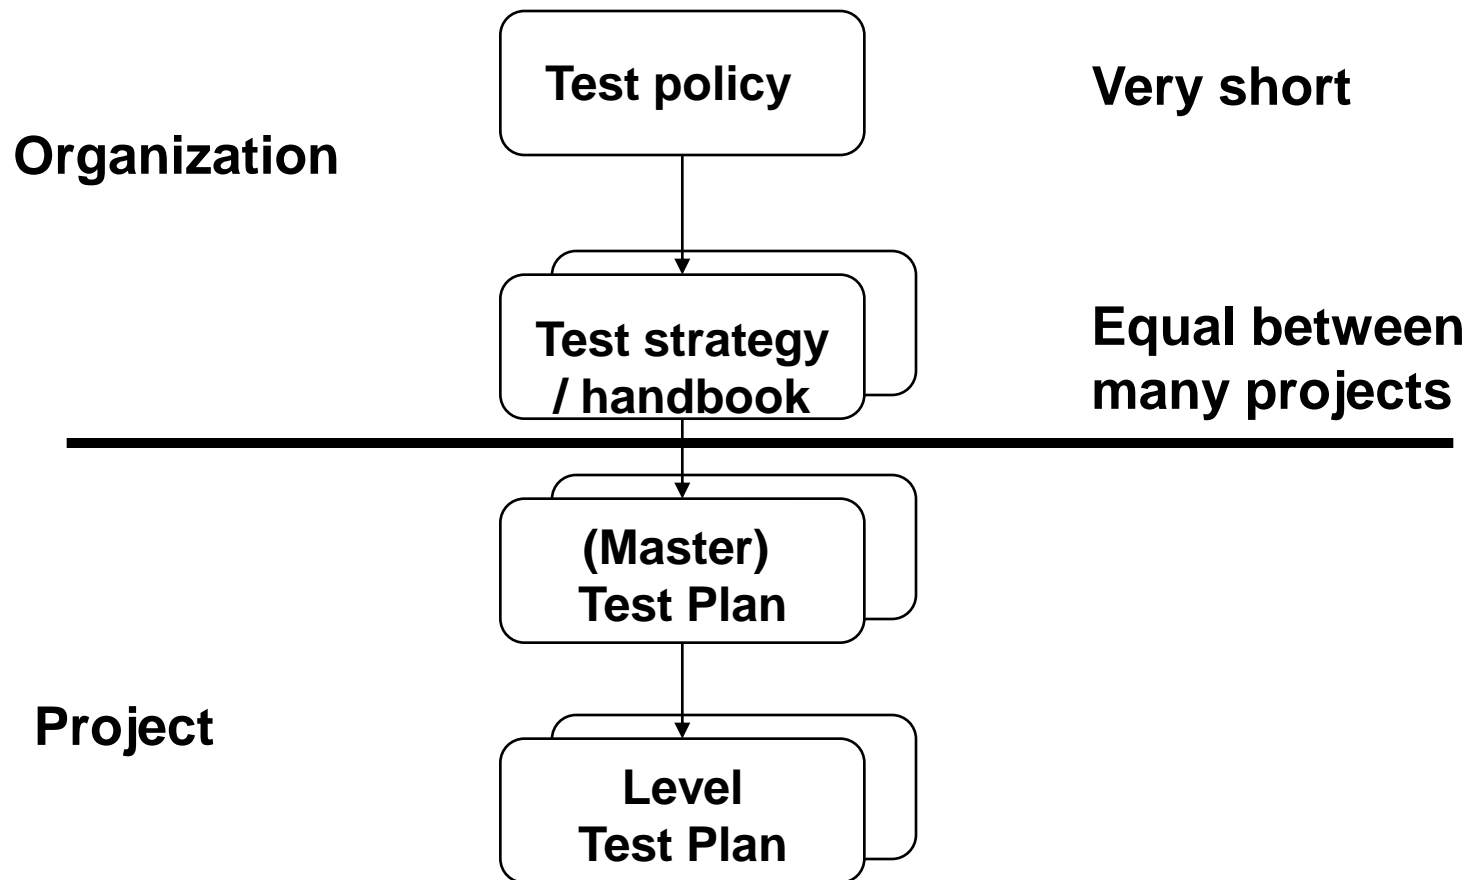 Test policy
Very short
Organization
Test strategy
/ handbook
Equal between
many projects
(Master)
Test Plan
Project
Level
Test Plan